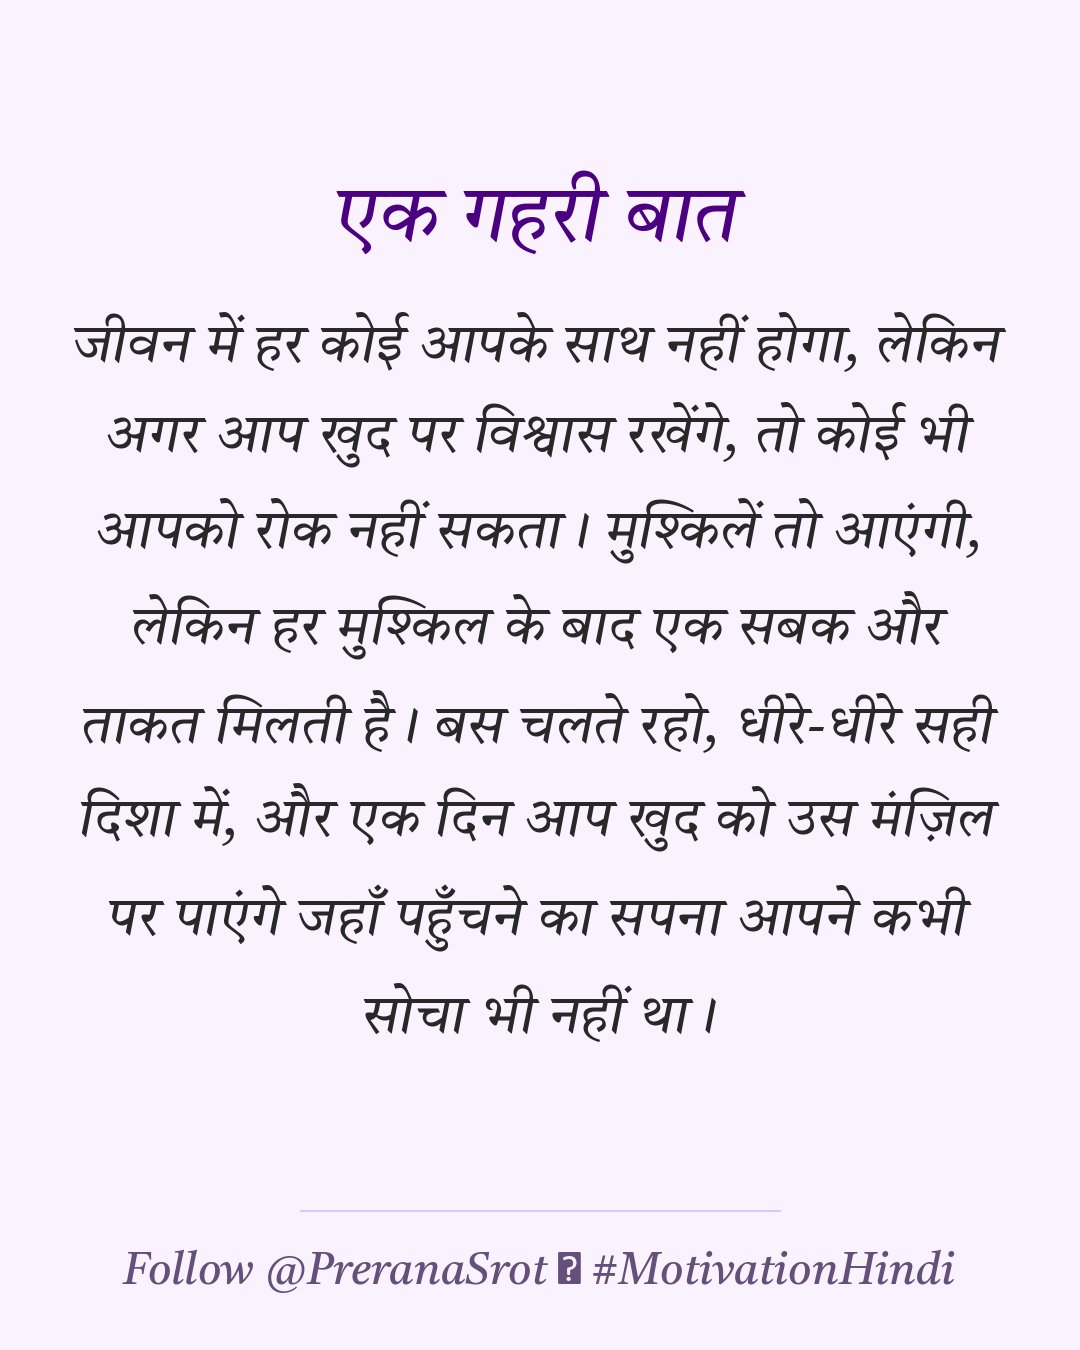 एक गहरी बात
जीवन में हर कोई आपके साथ नहीं होगा, लेकिन
अगर आप खुद पर विश्वास रखेंगे, तो कोई भी
आपको रोक नहीं सकता। मुश्किलें तो आएंगी,
लेकिन हर मुश्किल के बाद एक सबक और
ताकत मिलती है। बस चलते रहो, धीरे-धीरे सही
दिशा में, और एक दिन आप खुद को उस मंज़िल
पर पाएंगे जहाँ पहुँचने का सपना आपने कभी
सोचा भी नहीं था।
Follow @PreranaSrot #MotivationHindi